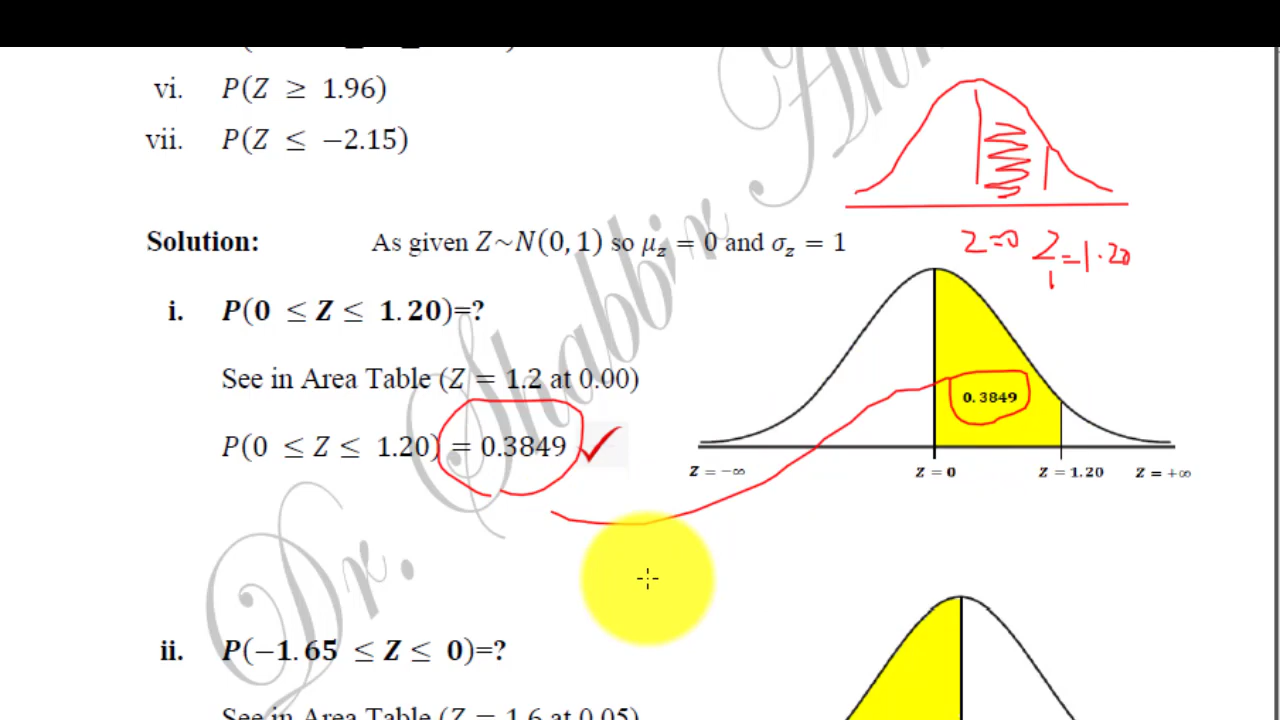 vi. P(Z ≥ 1.96)
vii. P(Z ≤ −2.15)
Solution: As given Z~N(0, 1) so μz = 0 and σz = 1
Z=0 Z1=1.20
i. P(0 ≤ Z ≤ 1.20)=?
See in Area Table (Z = 1.2 at 0.00)
0.3849
P(0 ≤ Z ≤ 1.20) = 0.3849
Z = −∞ Z = 0 Z = 1.20 Z = +∞
Dr. Shabbir
ii. P(−1.65 ≤ Z ≤ 0)=?
See in Area Table (Z = 1.6 at 0.05)